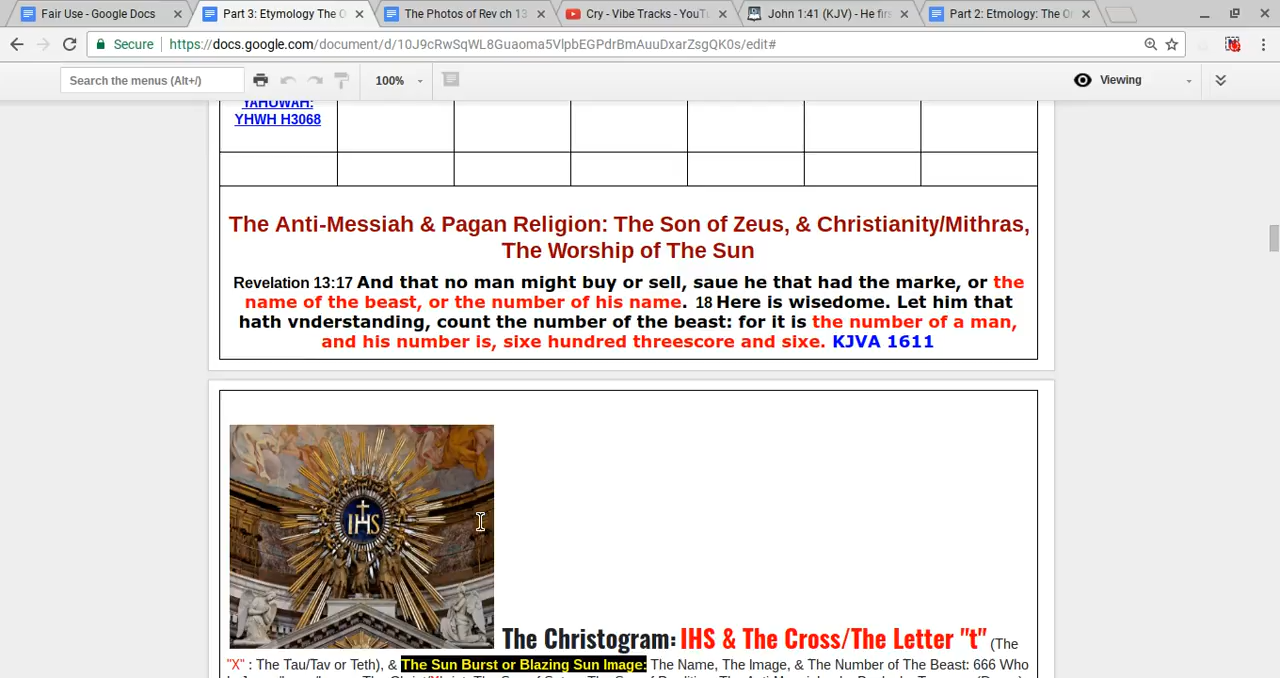 Fair Use - Google Docs
Part 3: Etymology The O
The Photos of Rev ch 13
Cry - Vibe Tracks - YouTu
John 1:41 (KJV) - He firs
Part 2: Etmology: The Or
Secure https://docs.google.com/document/d/10J9cRwSqWL8Guaoma5VlpbEGPdrBmAuuDxarZsgQK0s/edit#
Search the menus (Alt+/)
100%
Viewing
YAHUWAH:
YHWH H3068
The Anti-Messiah & Pagan Religion: The Son of Zeus, & Christianity/Mithras,
The Worship of The Sun
Revelation 13:17 And that no man might buy or sell, saue he that had the marke, or the
name of the beast, or the number of his name. 18 Here is wisedome. Let him that
hath vnderstanding, count the number of the beast: for it is the number of a man,
and his number is, sixe hundred threescore and sixe. KJVA 1611
IHS
The Christogram: IHS & The Cross/The Letter "t" (The
"X" : The Tau/Tav or Teth), & The Sun Burst or Blazing Sun Image: The Name, The Image, & The Number of The Beast: 666 Who